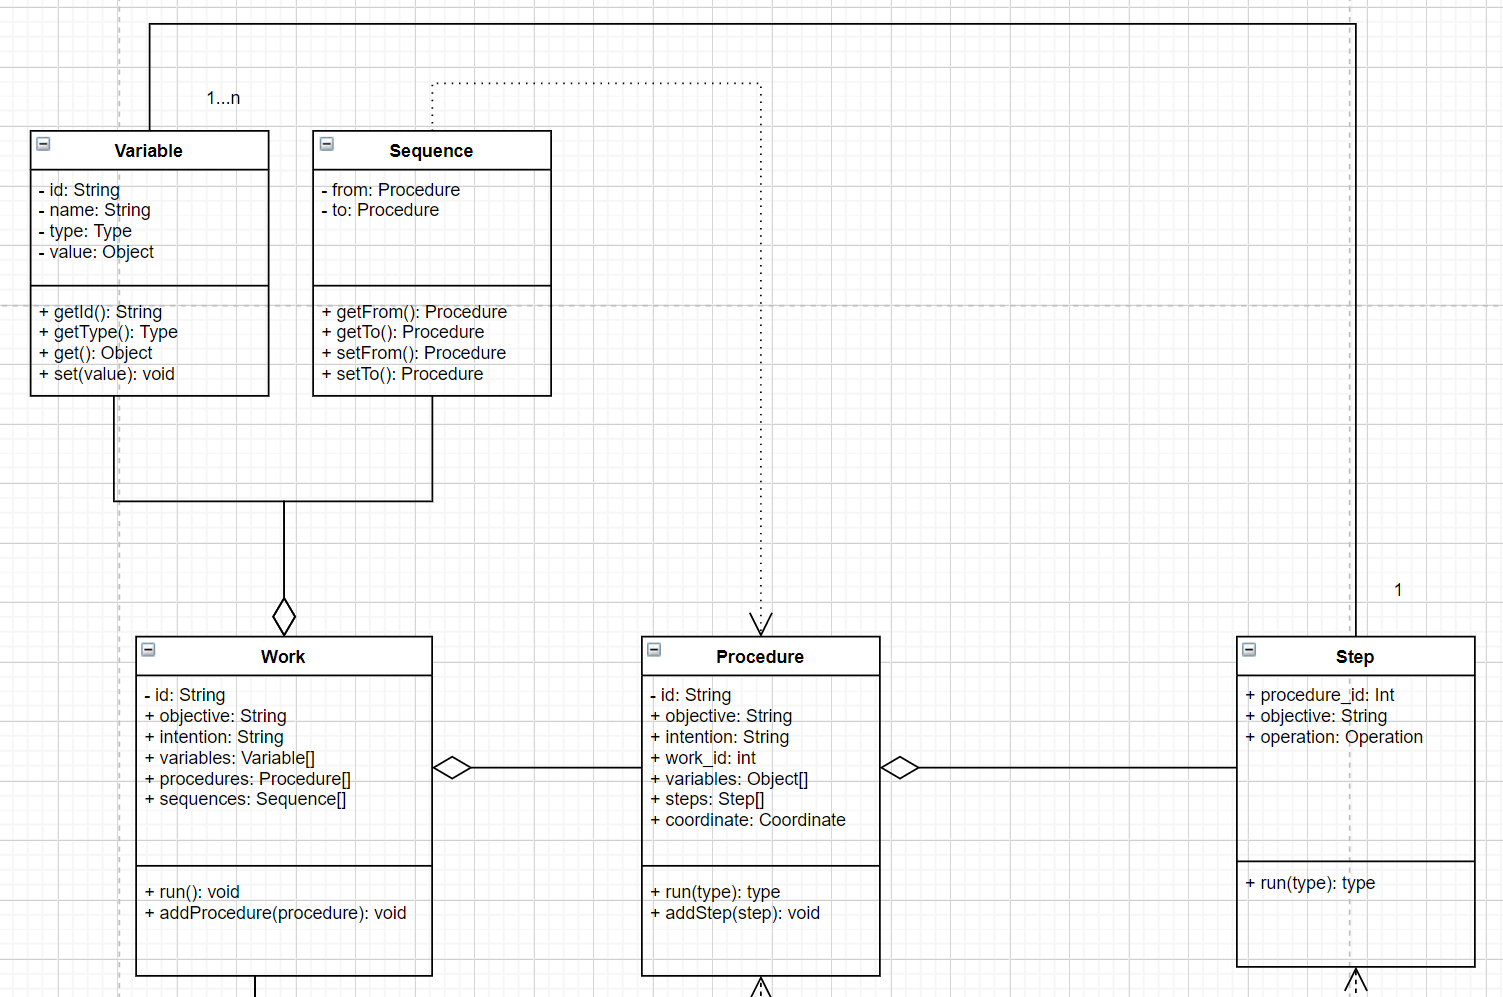 1...n
Variable
- id: String
- name: String
- type: Type
- value: Object
+ getId(): String
+ getType(): Type
+ get(): Object
+ set(value): void
Sequence
- from: Procedure
- to: Procedure
+ getFrom(): Procedure
+ getTo(): Procedure
+ setFrom(): Procedure
+ setTo(): Procedure
1
Work
- id: String
+ objective: String
+ intention: String
+ variables: Variable[]
+ procedures: Procedure[]
+ sequences: Sequence[]
+ run(): void
+ addProcedure(procedure): void
Procedure
- id: String
+ objective: String
+ intention: String
+ work_id: int
+ variables: Object[]
+ steps: Step[]
+ coordinate: Coordinate
+ run(type): type
+ addStep(step): void
Step
+ procedure_id: Int
+ objective: String
+ operation: Operation
+ run(type): type